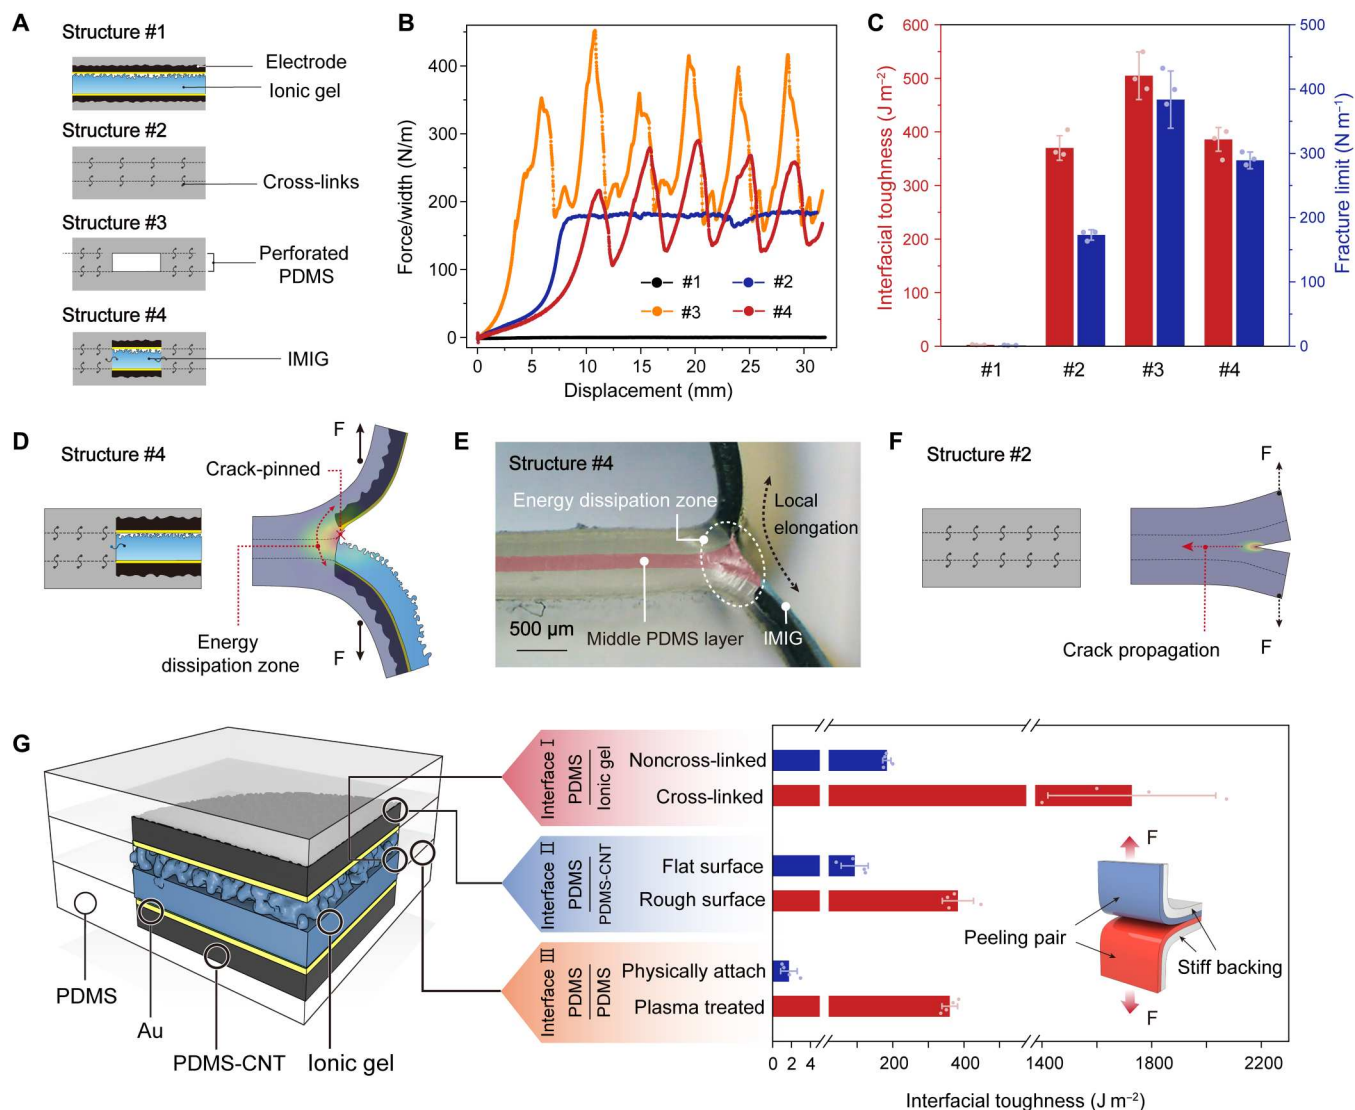 A
Structure #1
Electrode
Ionic gel
Structure #2
Cross-links
Structure #3
Perforated
PDMS
Structure #4
IMIG
B
Force/width (N/m)
400
300
200
100
0
#1
#2
#3
#4
0
5
10
15
20
25
30
Displacement (mm)
C
Interfacial toughness (J m⁻²)
600
500
400
300
200
100
0
500
400
300
200
100
0
Fracture limit (N m⁻¹)
#1
#2
#3
#4
D
Structure #4
F
Crack-pinned
Energy
dissipation zone
F
E
Structure #4
Energy dissipation zone
Local
elongation
500 µm
Middle PDMS layer
IMIG
F
Structure #2
F
Crack propagation
F
G
PDMS
Au
PDMS-CNT
Ionic gel
Interface I
PDMS
Ionic gel
Noncross-linked
Cross-linked
Interface II
PDMS
PDMS-CNT
Flat surface
Rough surface
Interface III
PDMS
PDMS
Physically attach
Plasma treated
F
Peeling pair
Stiff backing
F
0 2 4
200
400
1400
1800
2200
Interfacial toughness (J m⁻²)